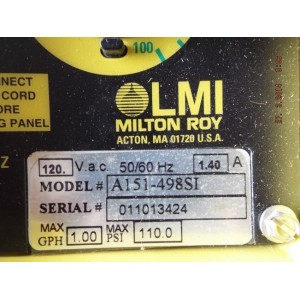 100
NNECT
CORD
ORE
G PANEL
LMI
MILTON ROY
ACTON, MA 01720 U.S.A.
Z
120. V.a.c. 50/60 Hz 1.40 A
MODEL # A151-498SI
SERIAL # 011013424
MAX GPH 1.00 MAX PSI 110.0